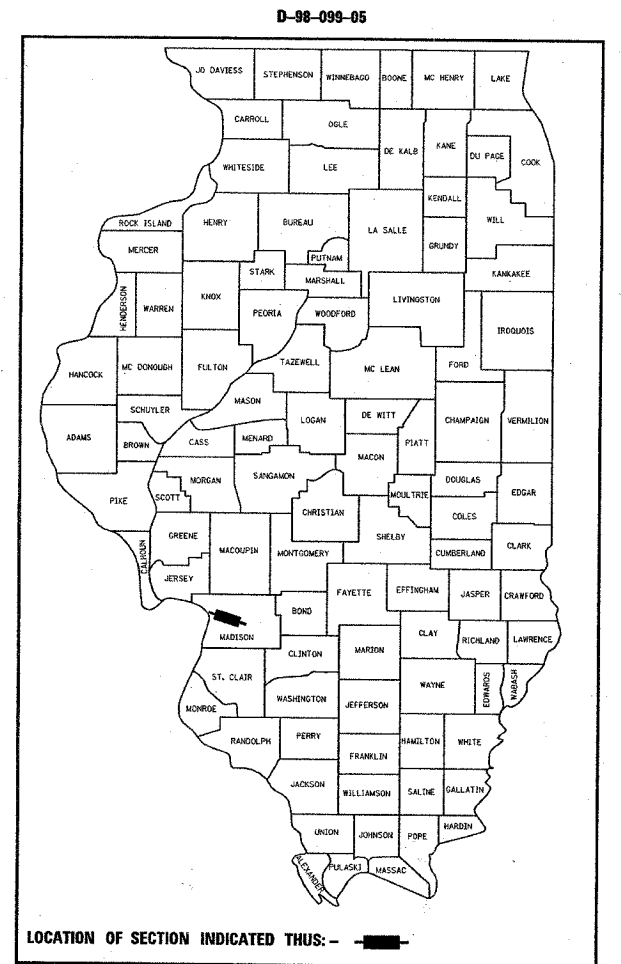 D-98-099-05
JO DAVIESS
STEPHENSON
WINNEBAGO
BOONE
MC HENRY
LAKE
CARROLL
OGLE
DE KALB
KANE
DU PAGE
COOK
WHITESIDE
LEE
KENDALL
ROCK ISLAND
HENRY
BUREAU
LA SALLE
GRUNDY
WILL
MERCER
PUTNAM
STARK
MARSHALL
KANKAKEE
HENDERSON
WARREN
KNOX
PEORIA
WOODFORD
LIVINGSTON
IROQUOIS
HANCOCK
MC DONOUGH
FULTON
TAZEWELL
MC LEAN
FORD
SCHUYLER
MASON
LOGAN
DE WITT
CHAMPAIGN
VERMILION
ADAMS
BROWN
CASS
MENARD
PIATT
MACON
PIKE
SCOTT
MORGAN
SANGAMON
CHRISTIAN
MOULTRIE
DOUGLAS
EDGAR
COLES
CALHOUN
GREENE
MACOUPIN
MONTGOMERY
SHELBY
CUMBERLAND
CLARK
JERSEY
FAYETTE
EFFINGHAM
JASPER
CRAWFORD
MADISON
BOND
CLAY
RICHLAND
LAWRENCE
CLINTON
MARION
ST. CLAIR
WAYNE
EDWARDS
WABASH
WASHINGTON
JEFFERSON
MONROE
RANDOLPH
PERRY
FRANKLIN
HAMILTON
WHITE
JACKSON
WILLIAMSON
SALINE
GALLATIN
UNION
JOHNSON
POPE
HARDIN
ALEXANDER
PULASKI
MASSAC
LOCATION OF SECTION INDICATED THUS: -